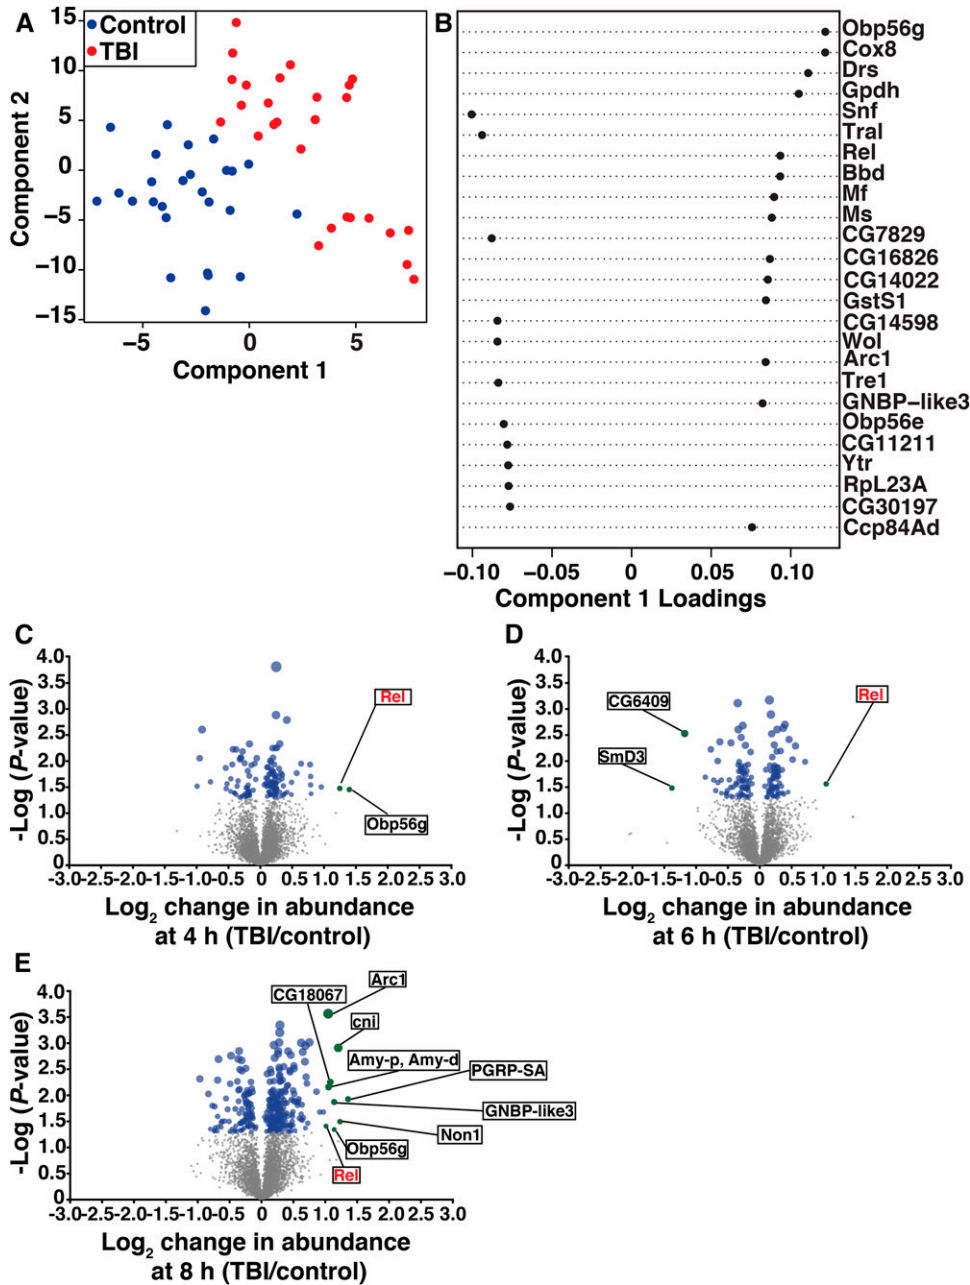 A
Control
TBI
15
10
5
0
−5
−10
−15
Component 2
−5 0 5
Component 1
B
Obp56g
Cox8
Drs
Gpdh
Snf
Tral
Rel
Bbd
Mf
Ms
CG7829
CG16826
CG14022
GstS1
CG14598
Wol
Arc1
Tre1
GNBP−like3
Obp56e
CG11211
Ytr
RpL23A
CG30197
Ccp84Ad
−0.10 −0.05 0 0.05 0.10
Component 1 Loadings
C
4.0
3.5
3.0
2.5
2.0
1.5
1.0
0.5
0
-Log (P-value)
Rel
Obp56g
-3.0-2.5-2.0-1.5-1.0-0.5 0 0.5 1.0 1.5 2.0 2.5 3.0
Log2 change in abundance
at 4 h (TBI/control)
D
4.0
3.5
3.0
2.5
2.0
1.5
1.0
0.5
0
-Log (P-value)
CG6409
SmD3
Rel
-3.0-2.5-2.0-1.5-1.0-0.5 0 0.5 1.0 1.5 2.0 2.5 3.0
Log2 change in abundance
at 6 h (TBI/control)
E
4.0
3.5
3.0
2.5
2.0
1.5
1.0
0.5
0
-Log (P-value)
Arc1
CG18067
cni
Amy-p, Amy-d
PGRP-SA
GNBP-like3
Non1
Obp56g
Rel
-3.0-2.5-2.0-1.5-1.0-0.5 0 0.5 1.0 1.5 2.0 2.5 3.0
Log2 change in abundance
at 8 h (TBI/control)